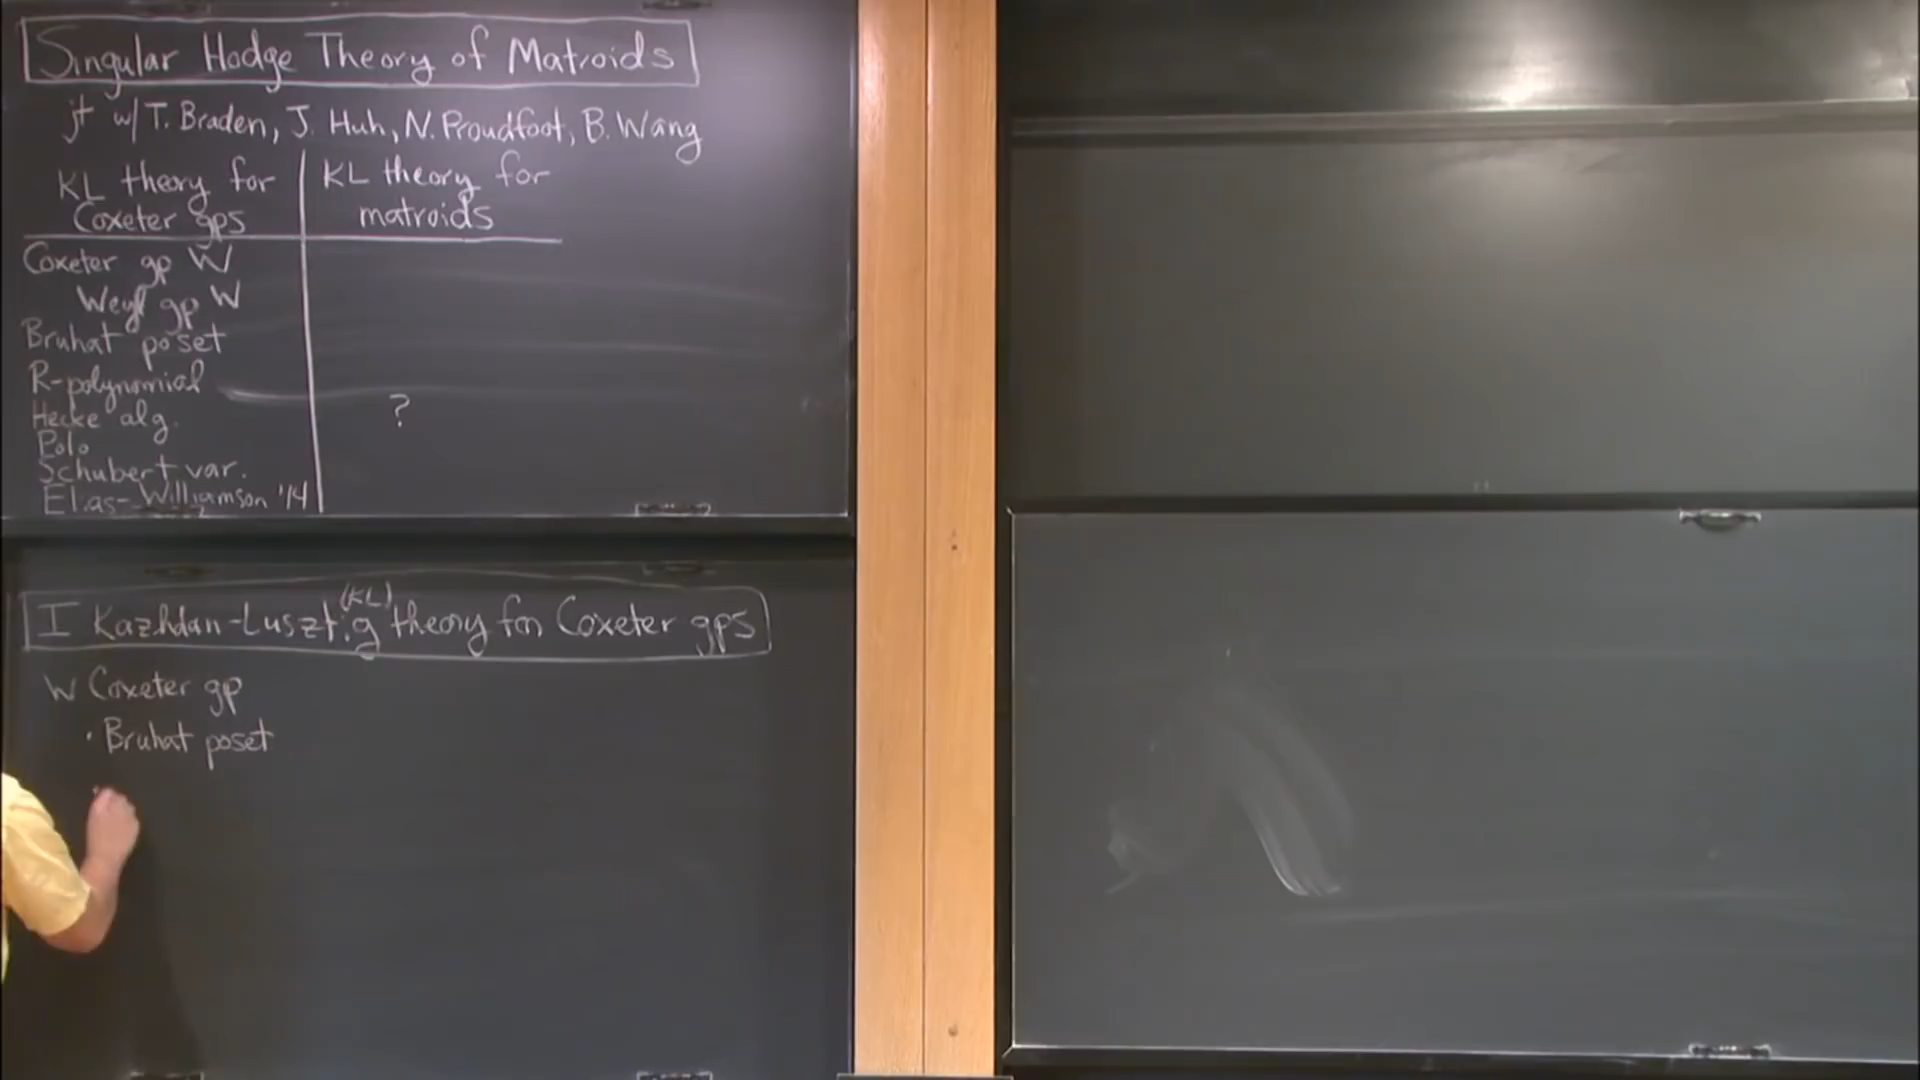 Singular Hodge Theory of Matroids
jt w/ T. Braden, J. Huh, N. Proudfoot, B. Wang
KL theory for Coxeter gps
KL theory for matroids
Coxeter gp W
Weyl gp W
Bruhat poset
R-polynomial
Hecke alg.
Polo
Schubert var.
Elias-Williamson '14
?
I Kazhdan-Lusztig (KL) theory for Coxeter gps
W Coxeter gp
· Bruhat poset